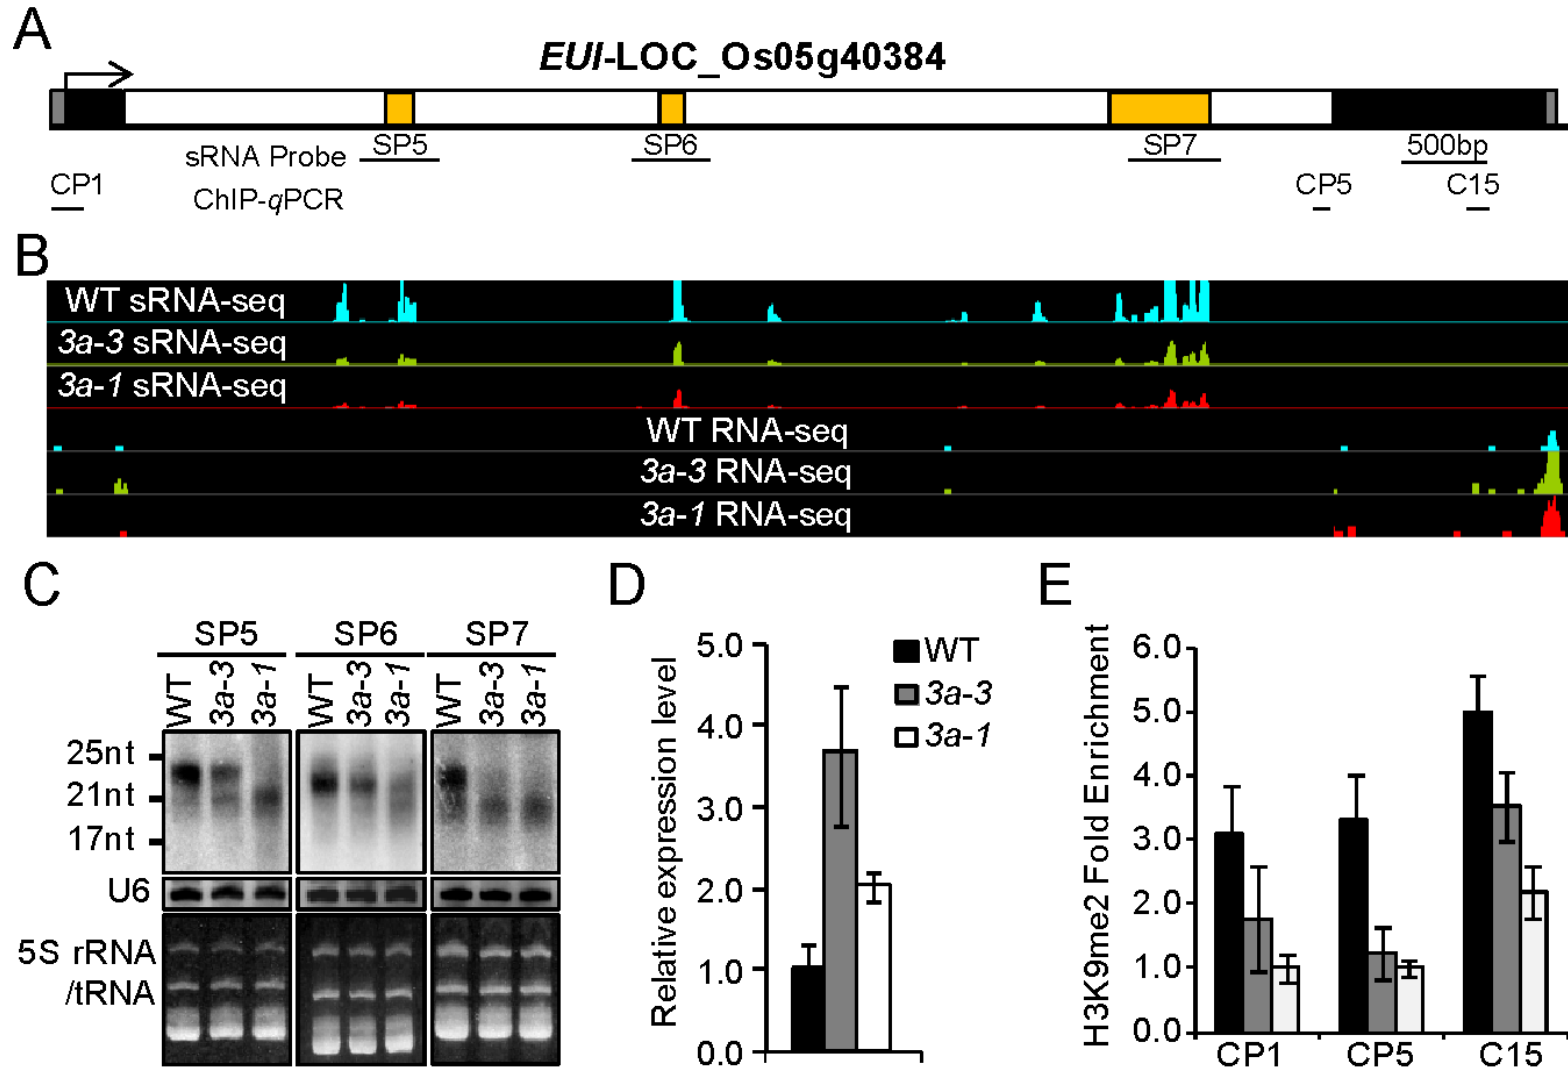 A
EUI-LOC_Os05g40384
sRNA Probe SP5 SP6 SP7 500bp
CP1 ChIP-qPCR CP5 C15
B
WT sRNA-seq
3a-3 sRNA-seq
3a-1 sRNA-seq
WT RNA-seq
3a-3 RNA-seq
3a-1 RNA-seq
C
SP5 SP6 SP7
WT 3a-3 3a-1 WT 3a-3 3a-1 WT 3a-3 3a-1
25nt
21nt
17nt
U6
5S rRNA
/tRNA
D
Relative expression level
5.0
4.0
3.0
2.0
1.0
0.0
WT
3a-3
3a-1
E
H3K9me2 Fold Enrichment
6.0
5.0
4.0
3.0
2.0
1.0
0.0
CP1 CP5 C15